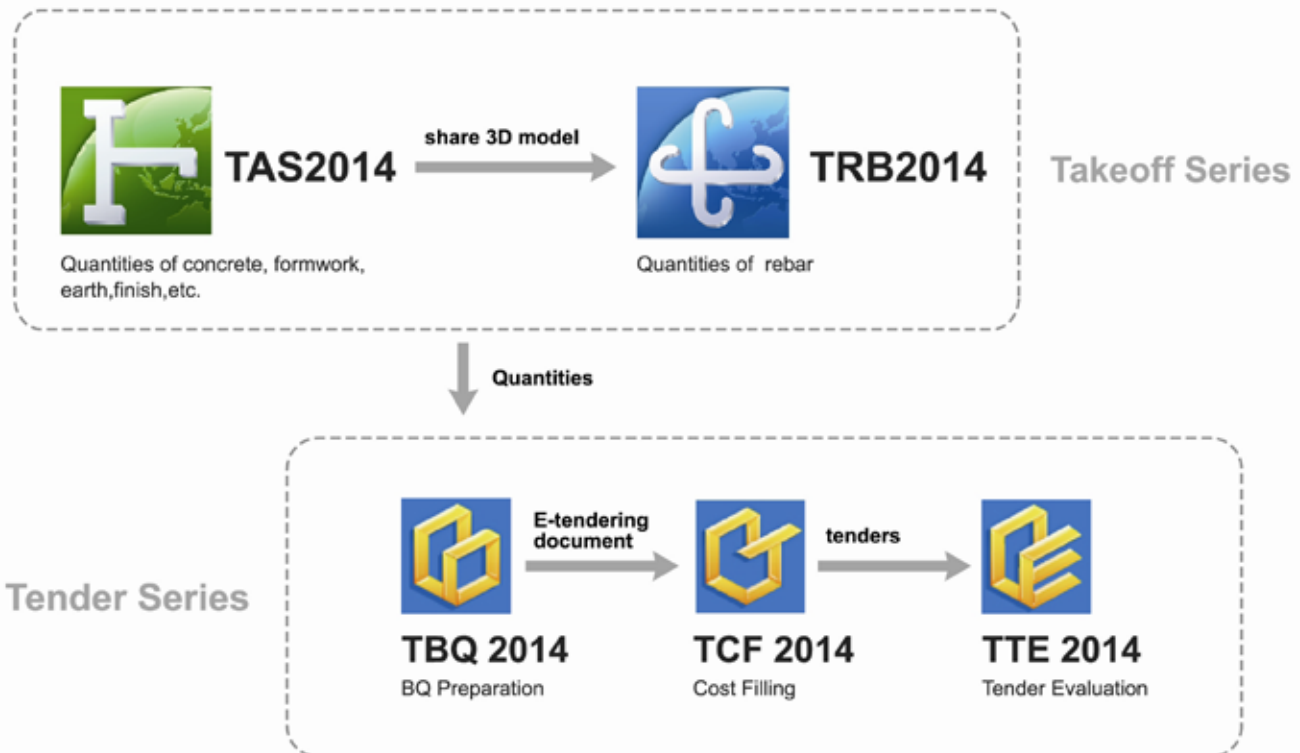 share 3D model
TAS2014
TRB2014
Takeoff Series
Quantities of concrete, formwork,
earth,finish,etc.
Quantities of rebar
Quantities
Tender Series
E-tendering
document
tenders
TBQ 2014
BQ Preparation
TCF 2014
Cost Filling
TTE 2014
Tender Evaluation